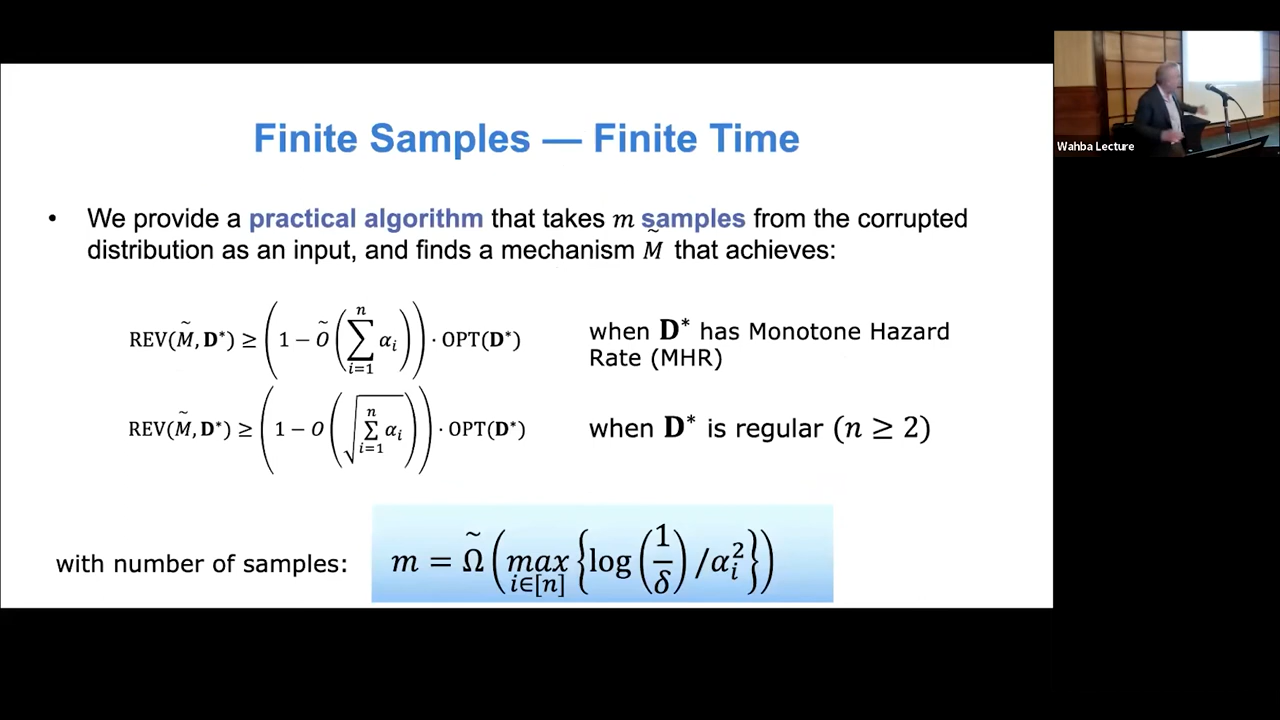 Finite Samples — Finite Time
• We provide a practical algorithm that takes m samples from the corrupted
distribution as an input, and finds a mechanism M̃ that achieves:
REV(M̃, D*) ≥ (1 − Õ(∑_{i=1}^{n} α_i)) · OPT(D*)
when D* has Monotone Hazard
Rate (MHR)
REV(M̃, D*) ≥ (1 − O(√(∑_{i=1}^{n} α_i))) · OPT(D*)
when D* is regular (n ≥ 2)
with number of samples:
m = Ω̃(max_{i∈[n]} {log(1/δ)/α_i^2})
Wahba Lecture